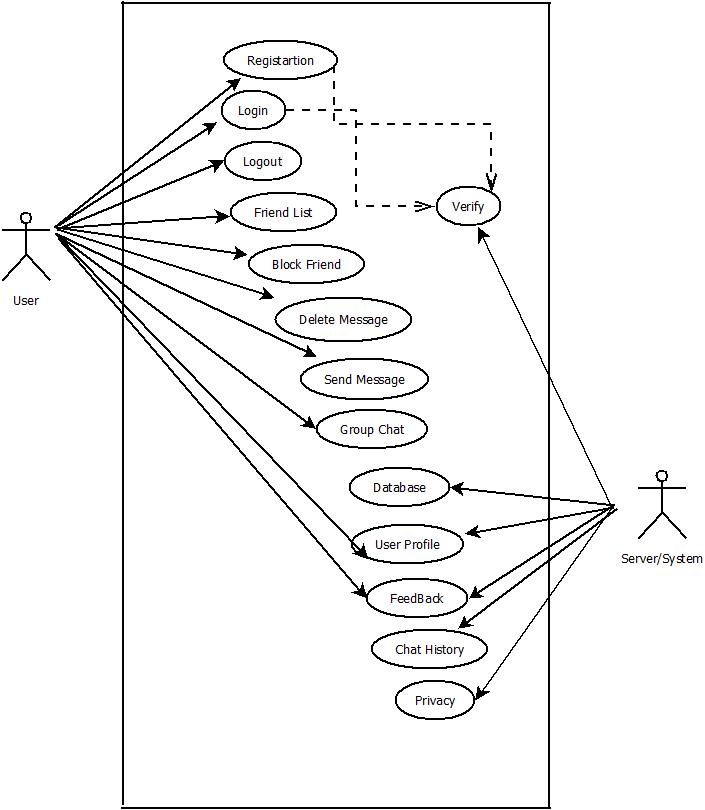 Registartion
Login
Logout
Verify
Friend List
User
Block Friend
Delete Message
Send Message
Group Chat
Database
User Profile
Server/System
FeedBack
Chat History
Privacy